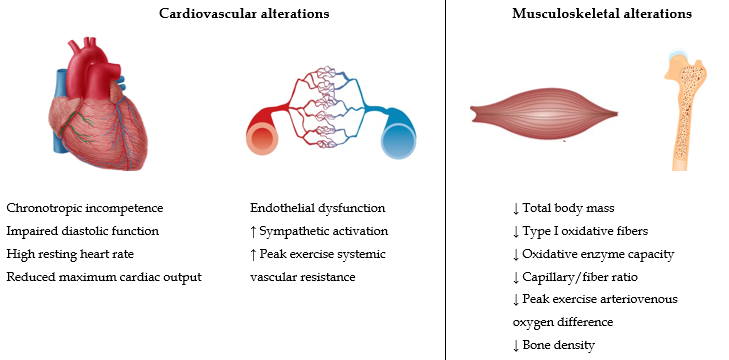 Cardiovascular alterations
Chronotropic incompetence
Impaired diastolic function
High resting heart rate
Reduced maximum cardiac output
Endothelial dysfunction
↑ Sympathetic activation
↑ Peak exercise systemic
vascular resistance
Musculoskeletal alterations
↓ Total body mass
↓ Type I oxidative fibers
↓ Oxidative enzyme capacity
↓ Capillary/fiber ratio
↓ Peak exercise arteriovenous
oxygen difference
↓ Bone density